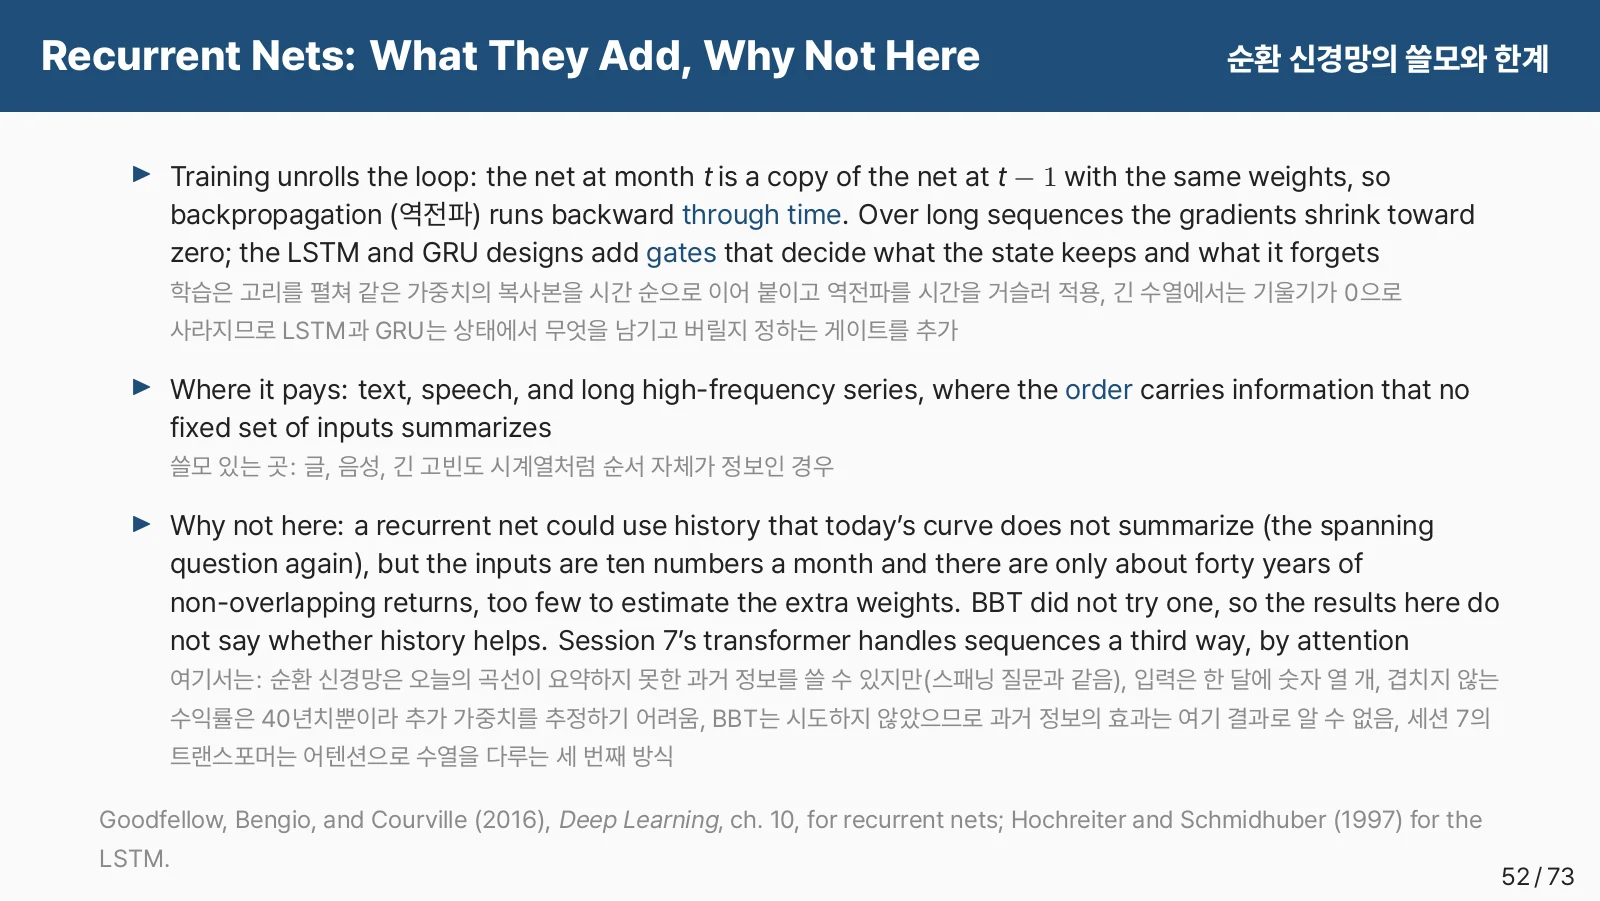 Recurrent Nets: What They Add, Why Not Here
순환 신경망의 쓸모와 한계
▶ Training unrolls the loop: the net at month t is a copy of the net at t − 1 with the same weights, so
backpropagation (역전파) runs backward through time. Over long sequences the gradients shrink toward
zero; the LSTM and GRU designs add gates that decide what the state keeps and what it forgets
학습은 고리를 펼쳐 같은 가중치의 복사본을 시간 순으로 이어 붙이고 역전파를 시간을 거슬러 적용, 긴 수열에서는 기울기가 0으로
사라지므로 LSTM과 GRU는 상태에서 무엇을 남기고 버릴지 정하는 게이트를 추가
▶ Where it pays: text, speech, and long high-frequency series, where the order carries information that no
fixed set of inputs summarizes
쓸모 있는 곳: 글, 음성, 긴 고빈도 시계열처럼 순서 자체가 정보인 경우
▶ Why not here: a recurrent net could use history that today’s curve does not summarize (the spanning
question again), but the inputs are ten numbers a month and there are only about forty years of
non-overlapping returns, too few to estimate the extra weights. BBT did not try one, so the results here do
not say whether history helps. Session 7’s transformer handles sequences a third way, by attention
여기서는: 순환 신경망은 오늘의 곡선이 요약하지 못한 과거 정보를 쓸 수 있지만(스패닝 질문과 같음), 입력은 한 달에 숫자 열 개, 겹치지 않는
수익률은 40년치뿐이라 추가 가중치를 추정하기 어려움, BBT는 시도하지 않았으므로 과거 정보의 효과는 여기 결과로 알 수 없음, 세션 7의
트랜스포머는 어텐션으로 수열을 다루는 세 번째 방식
Goodfellow, Bengio, and Courville (2016), Deep Learning, ch. 10, for recurrent nets; Hochreiter and Schmidhuber (1997) for the
LSTM.
52 / 73